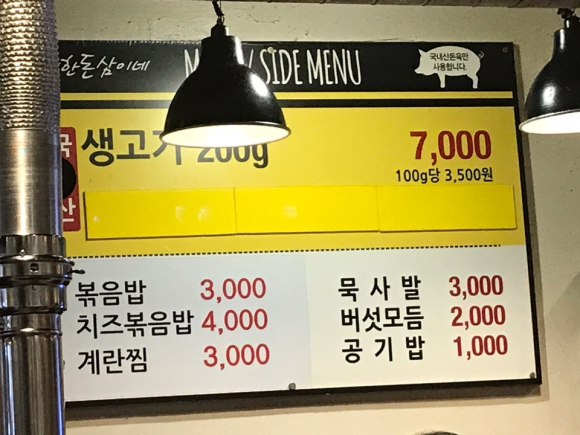 한돈삼이네
SIDE MENU
국내산돈육만
사용합니다.
생고기 200g 7,000
100g당 3,500원
볶음밥 3,000
치즈볶음밥 4,000
계란찜 3,000
묵사발 3,000
버섯모듬 2,000
공기밥 1,000